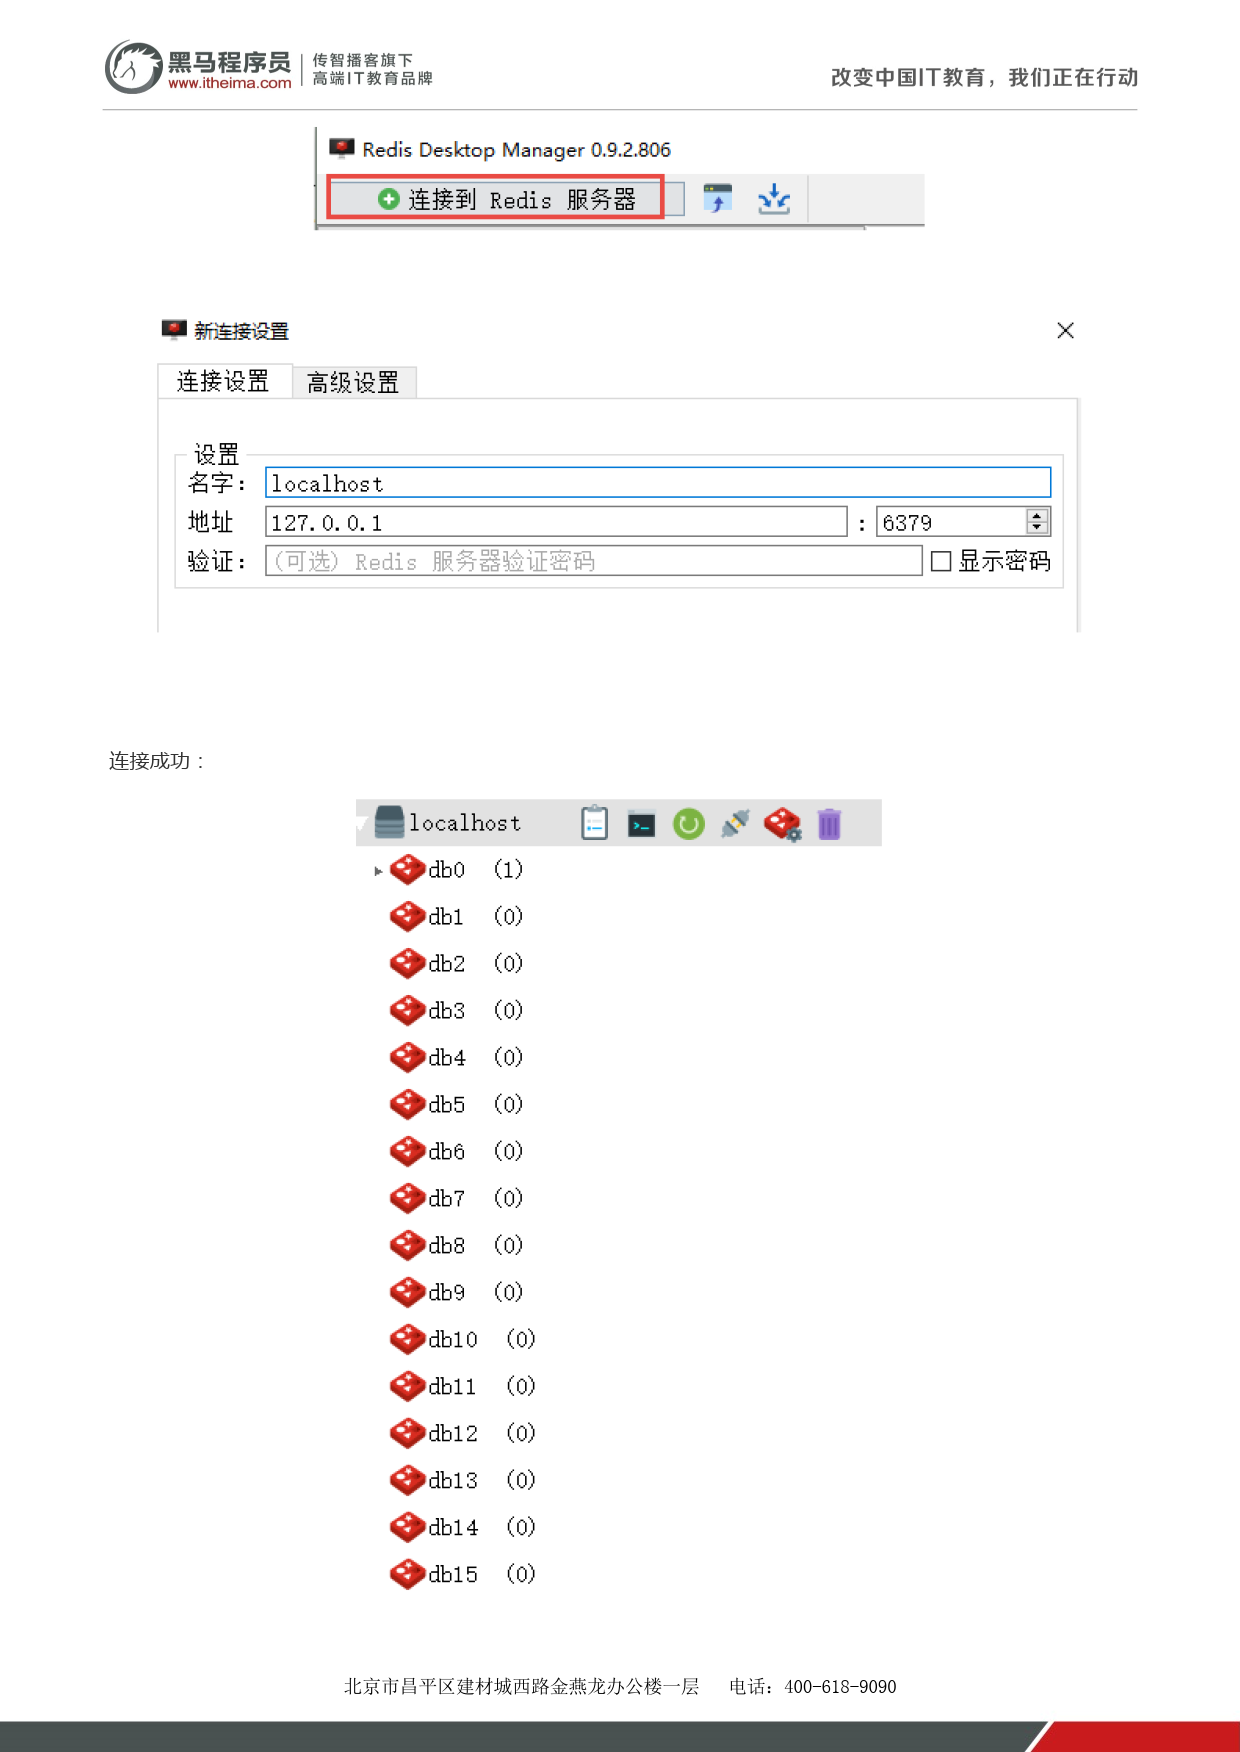 黑马程序员
www.itheima.com
传智播客旗下
高端IT教育品牌
改变中国IT教育，我们正在行动
Redis Desktop Manager 0.9.2.806
连接到 Redis 服务器
新连接设置
连接设置 高级设置
设置
名字： localhost
地址 127.0.0.1 : 6379
验证： (可选) Redis 服务器验证密码 显示密码
连接成功：
localhost
db0 (1)
db1 (0)
db2 (0)
db3 (0)
db4 (0)
db5 (0)
db6 (0)
db7 (0)
db8 (0)
db9 (0)
db10 (0)
db11 (0)
db12 (0)
db13 (0)
db14 (0)
db15 (0)
北京市昌平区建材城西路金燕龙办公楼一层 电话：400-618-9090